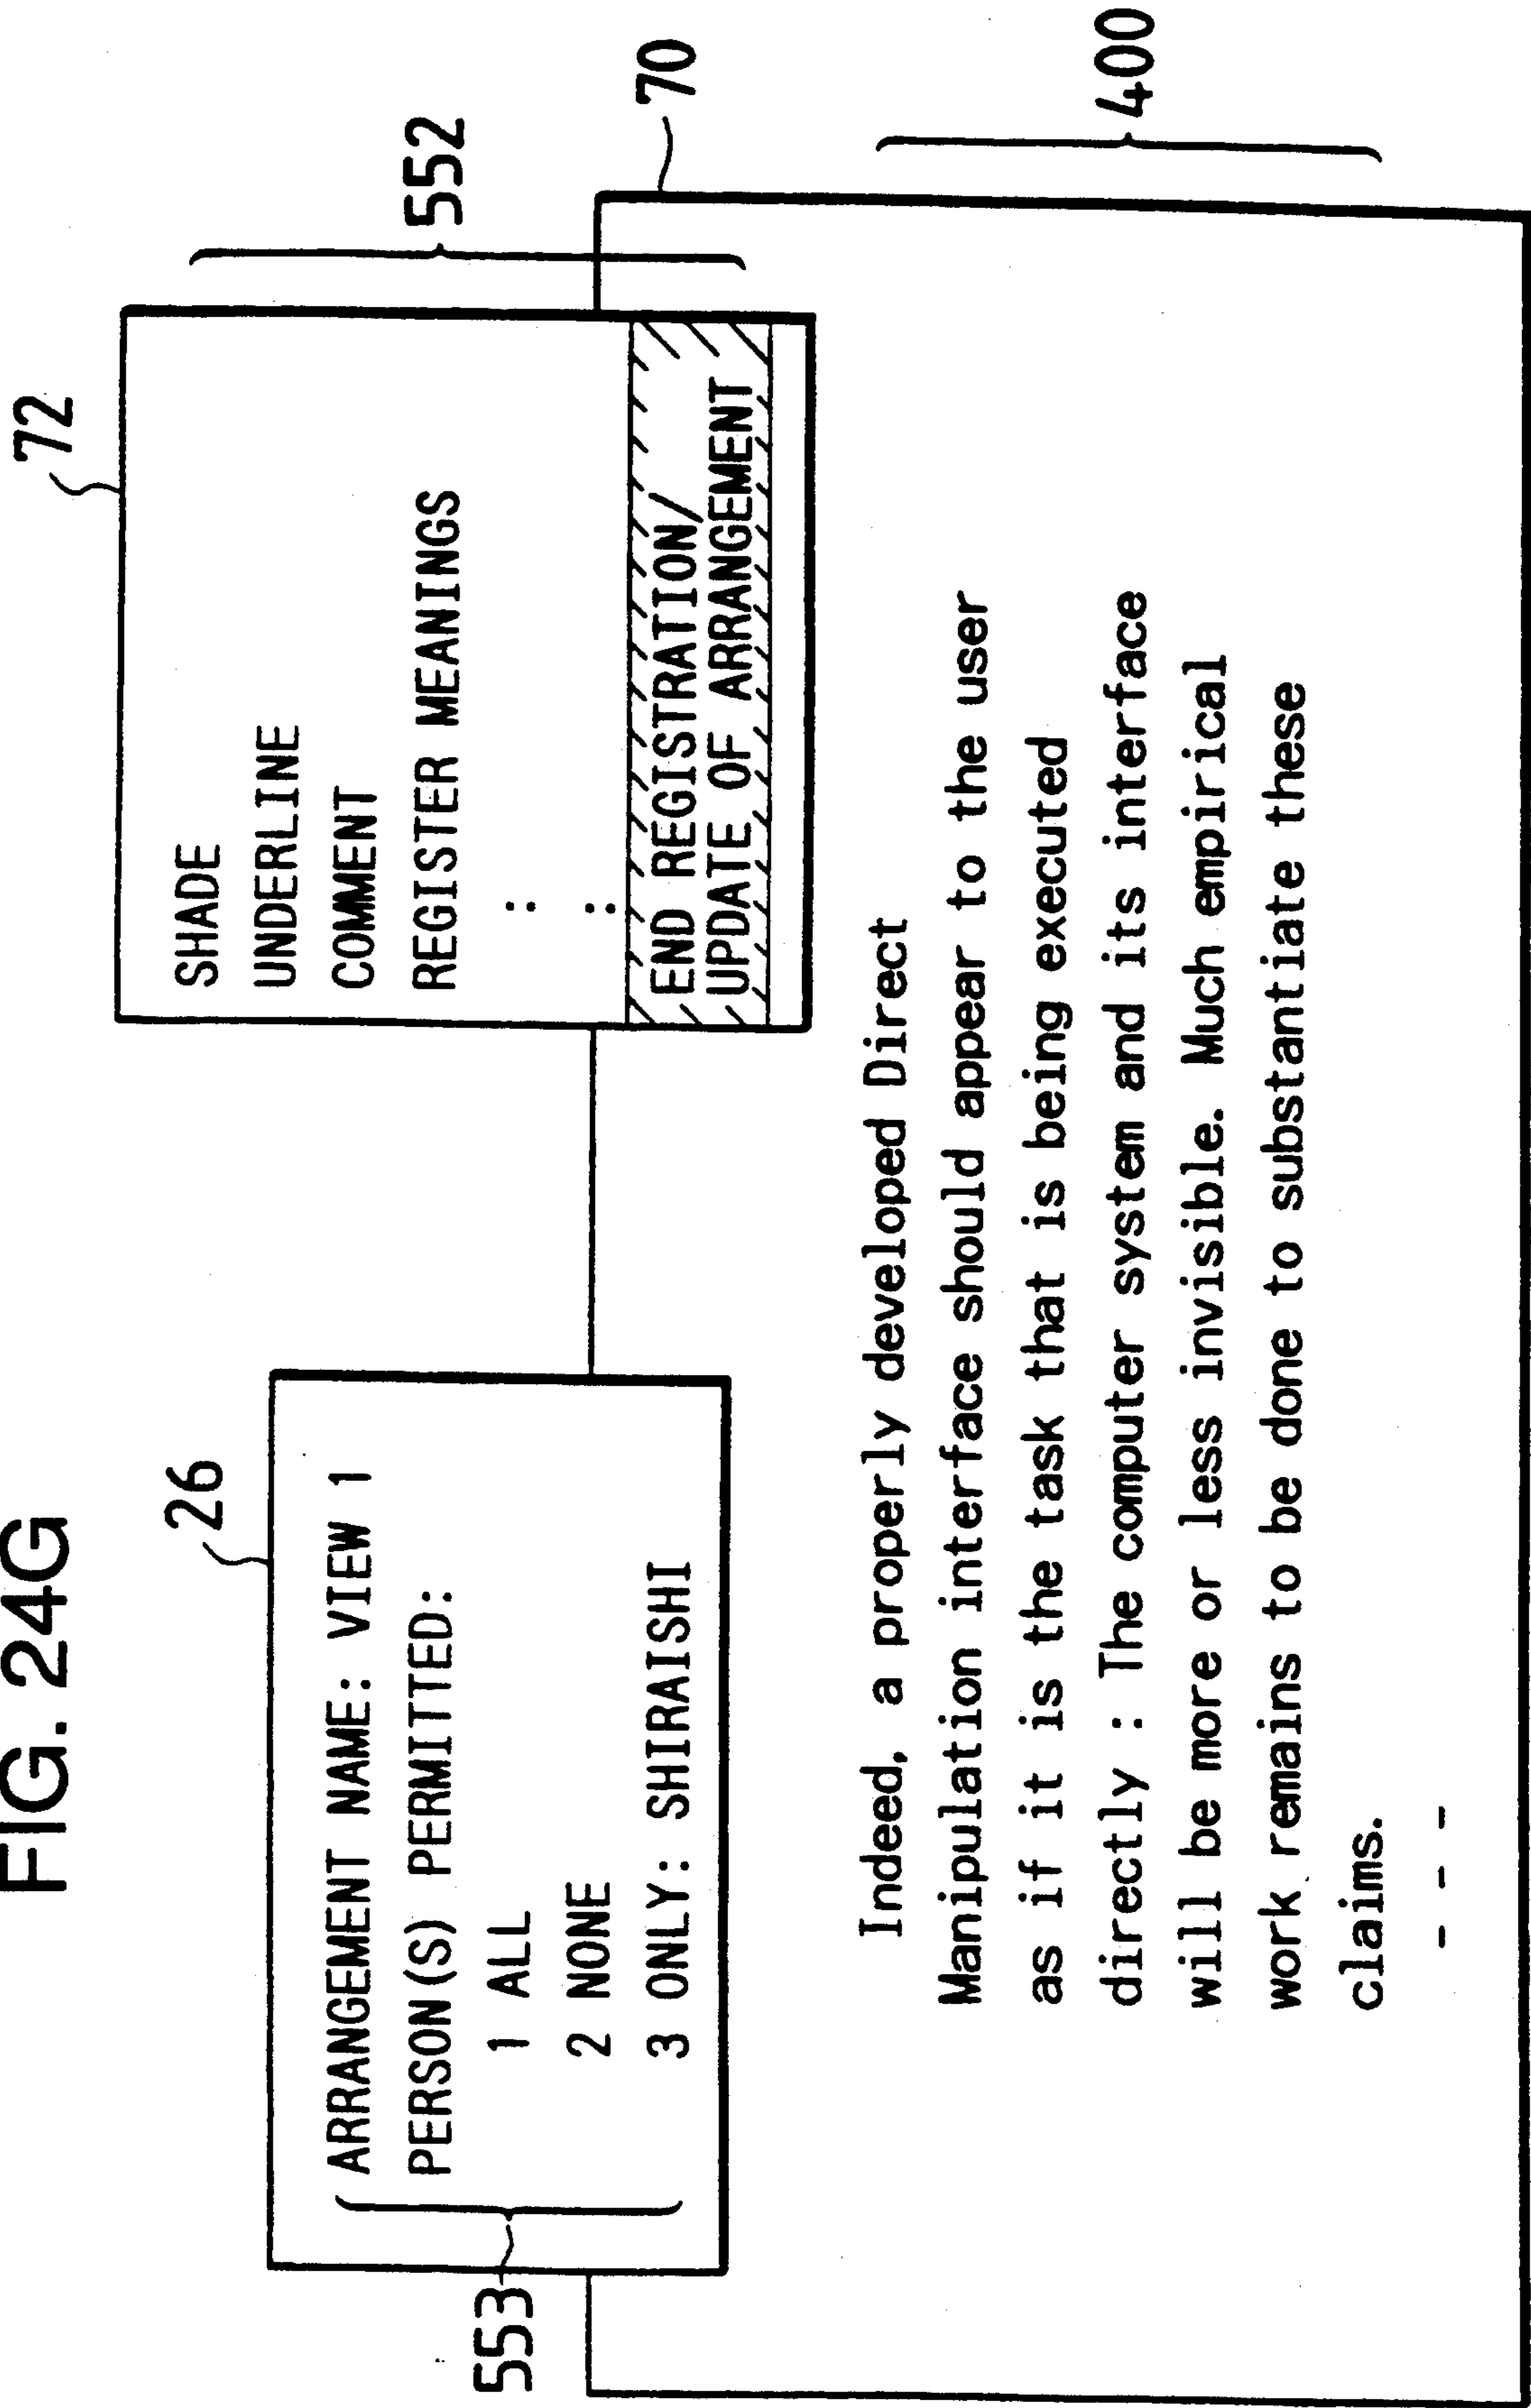 FIG. 24G
26
ARRANGEMENT NAME: VIEW 1
PERSON(S) PERMITTED:
1 ALL
2 NONE
3 ONLY: SHIRAISHI
553
72
SHADE
UNDERLINE
COMMENT
REGISTER MEANINGS
:
:
END REGISTRATION/
UPDATE OF ARRANGEMENT
552
70
Indeed, a properly developed Direct
Manipulation interface should appear to the user
as if it is the task that is being executed
directly : The computer system and its interface
will be more or less invisible. Much empirical
work remains to be done to substantiate these
claims.
- - -
400